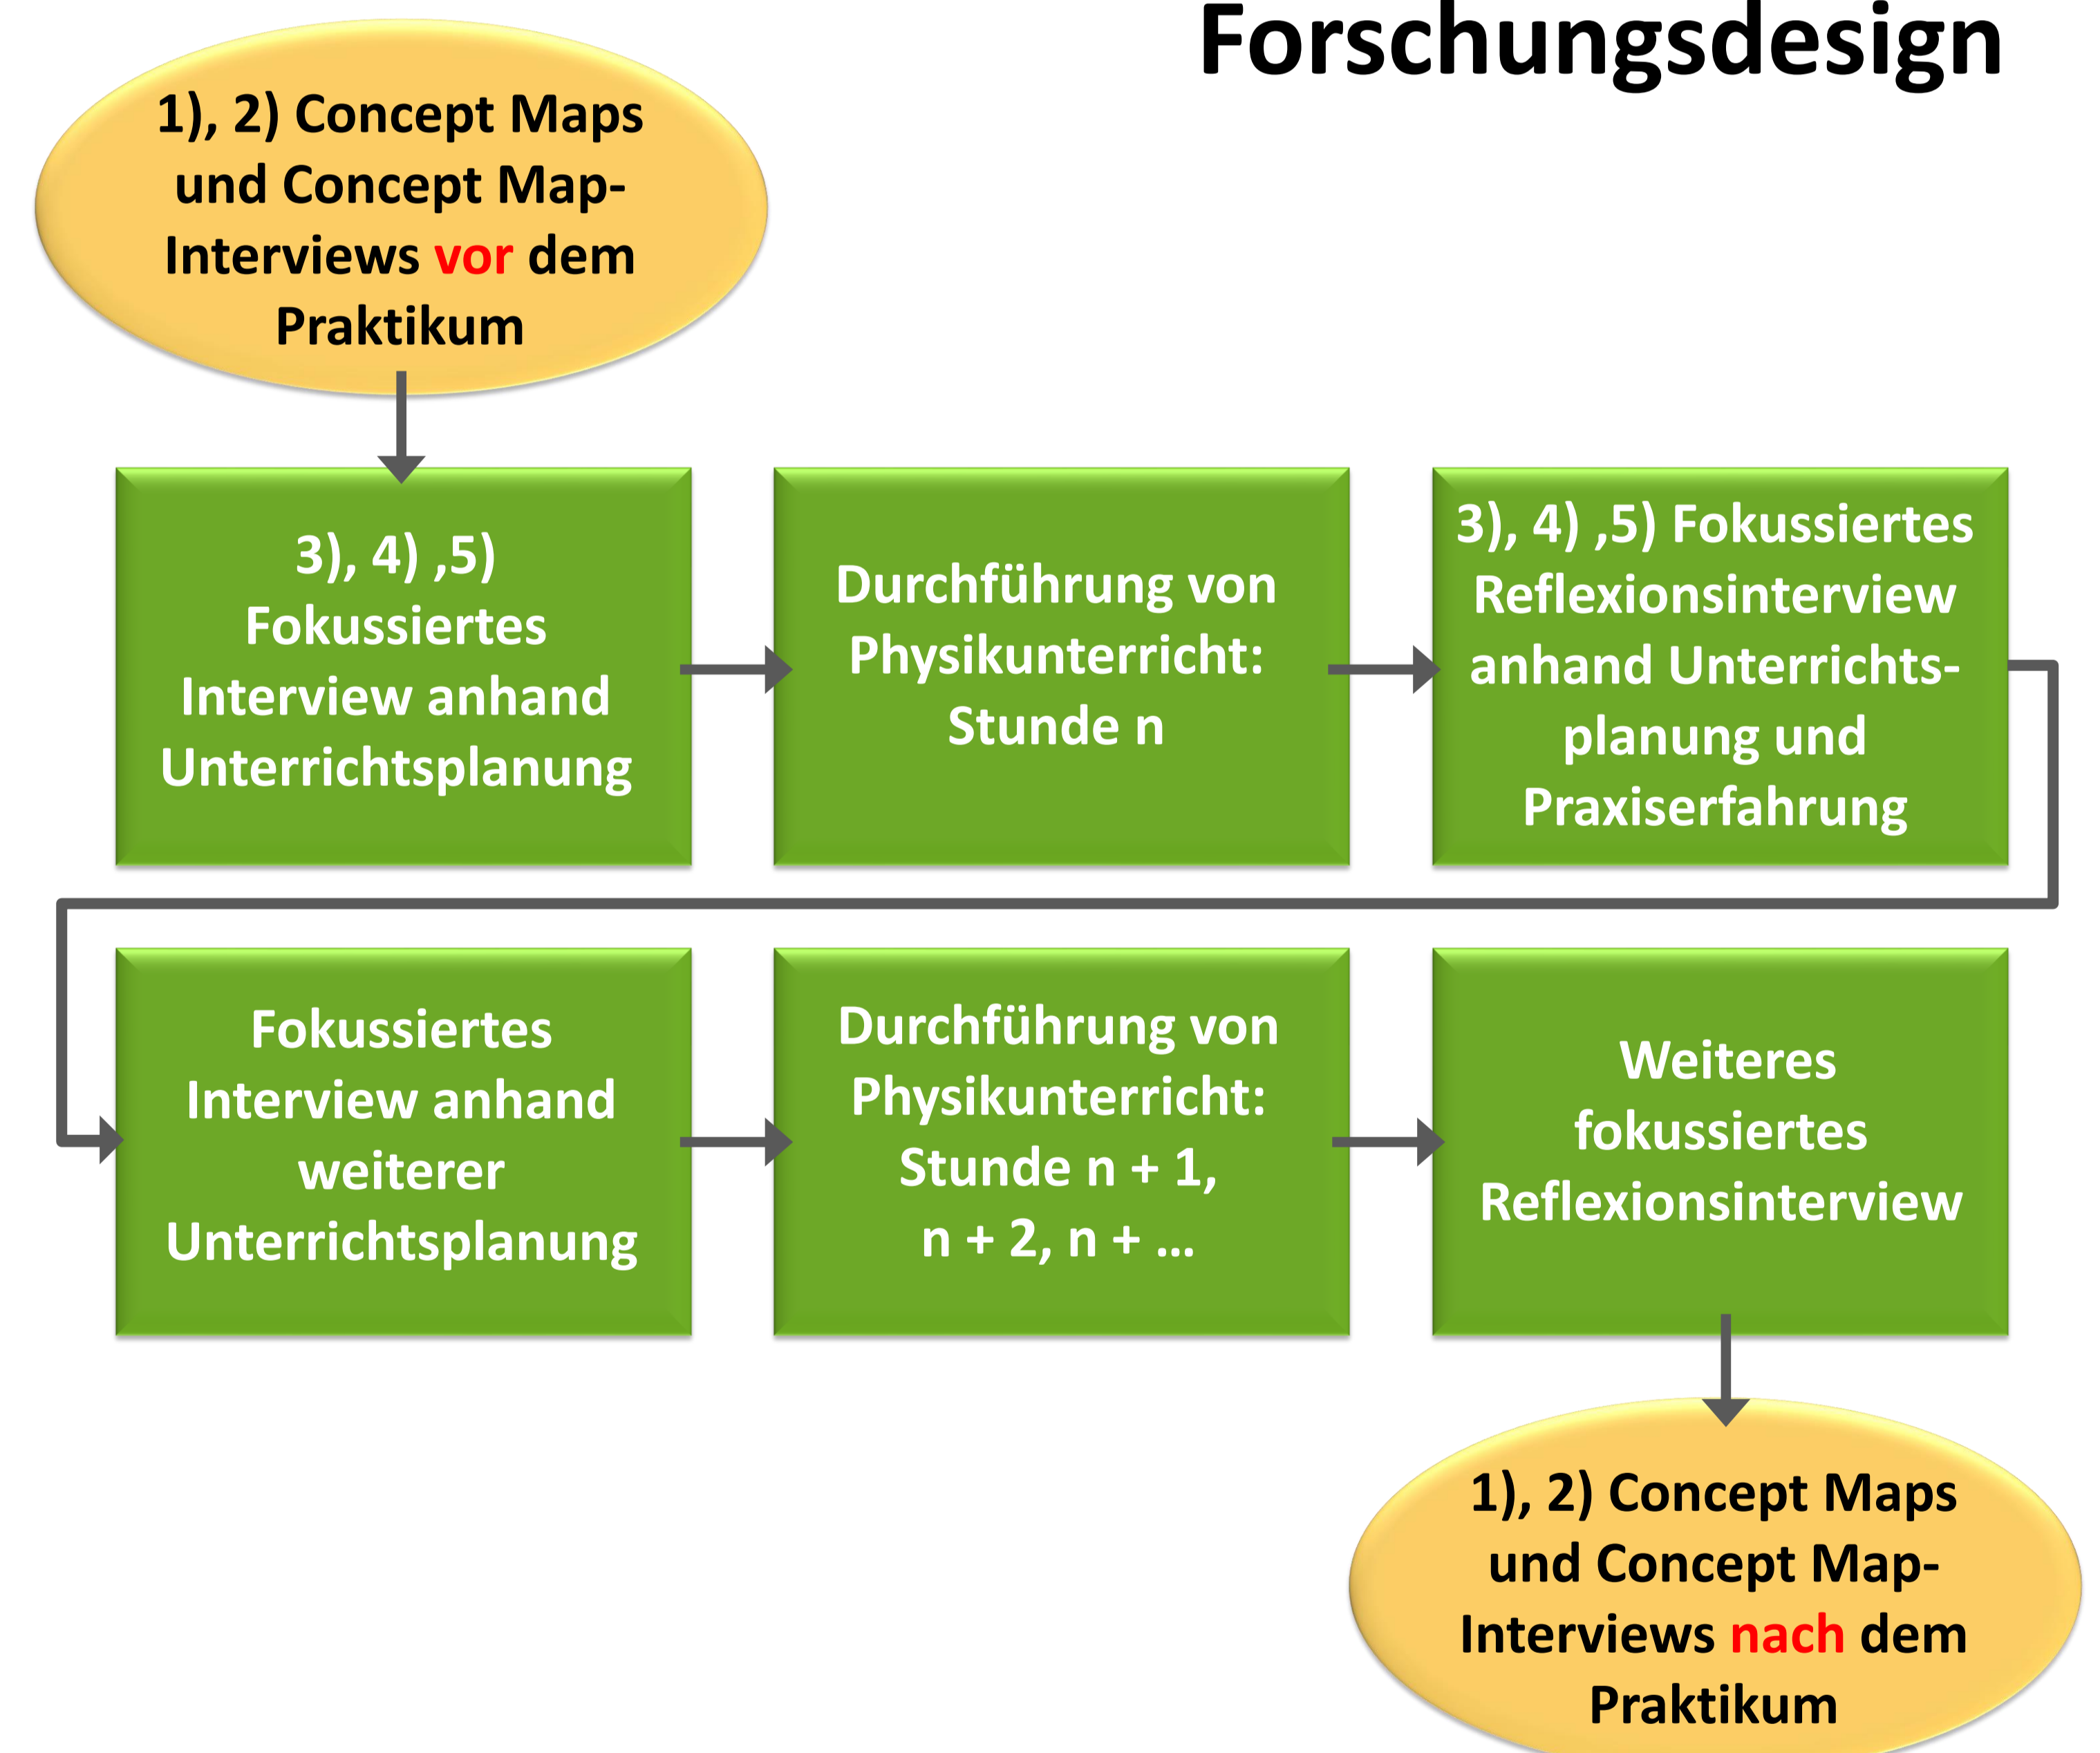 Forschungsdesign
1), 2) Concept Maps
und Concept Map-
Interviews vor dem
Praktikum
3), 4) ,5)
Fokussiertes
Interview anhand
Unterrichtsplanung
Durchführung von
Physikunterricht:
Stunde n
3), 4) ,5) Fokussiertes
Reflexionsinterview
anhand Unterrichts-
planung und
Praxiserfahrung
Fokussiertes
Interview anhand
weiterer
Unterrichtsplanung
Durchführung von
Physikunterricht:
Stunde n + 1,
n + 2, n + ...
Weiteres
fokussiertes
Reflexionsinterview
1), 2) Concept Maps
und Concept Map-
Interviews nach dem
Praktikum